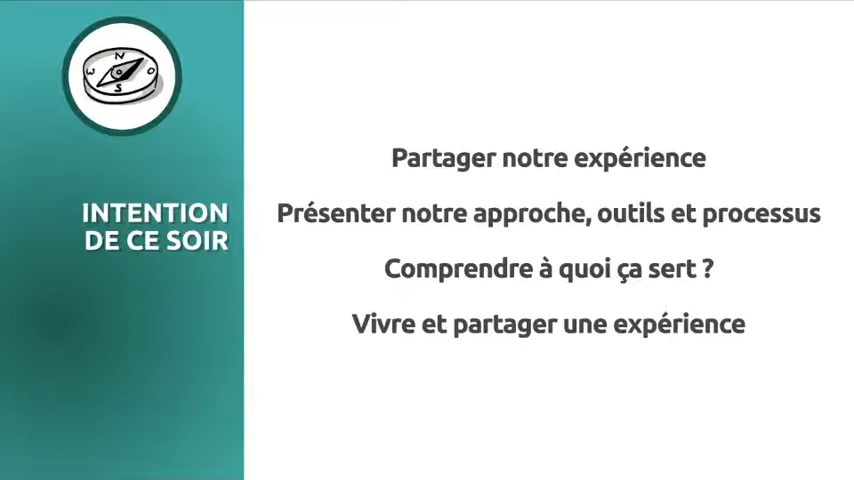 N
W O
S
INTENTION
DE CE SOIR
Partager notre expérience
Présenter notre approche, outils et processus
Comprendre à quoi ça sert ?
Vivre et partager une expérience